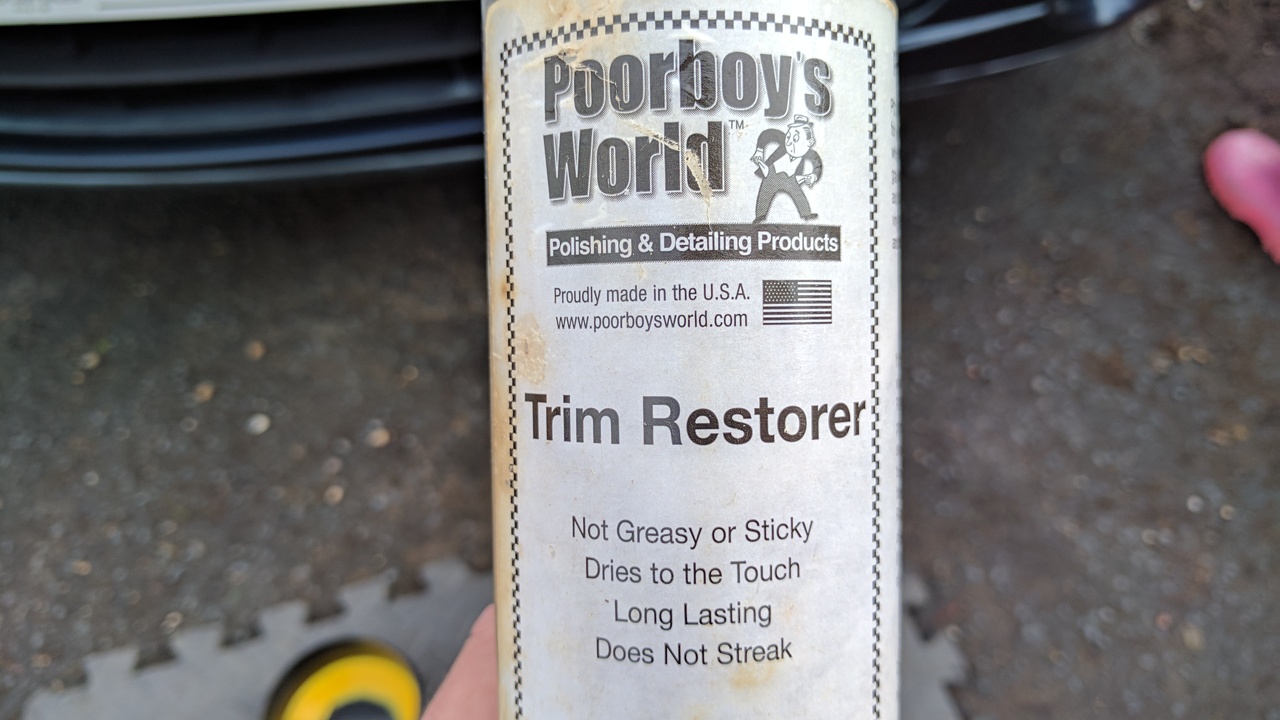 Poorboy's
World™
Polishing & Detailing Products
Proudly made in the U.S.A.
www.poorboysworld.com
Trim Restorer
Not Greasy or Sticky
Dries to the Touch
Long Lasting
Does Not Streak